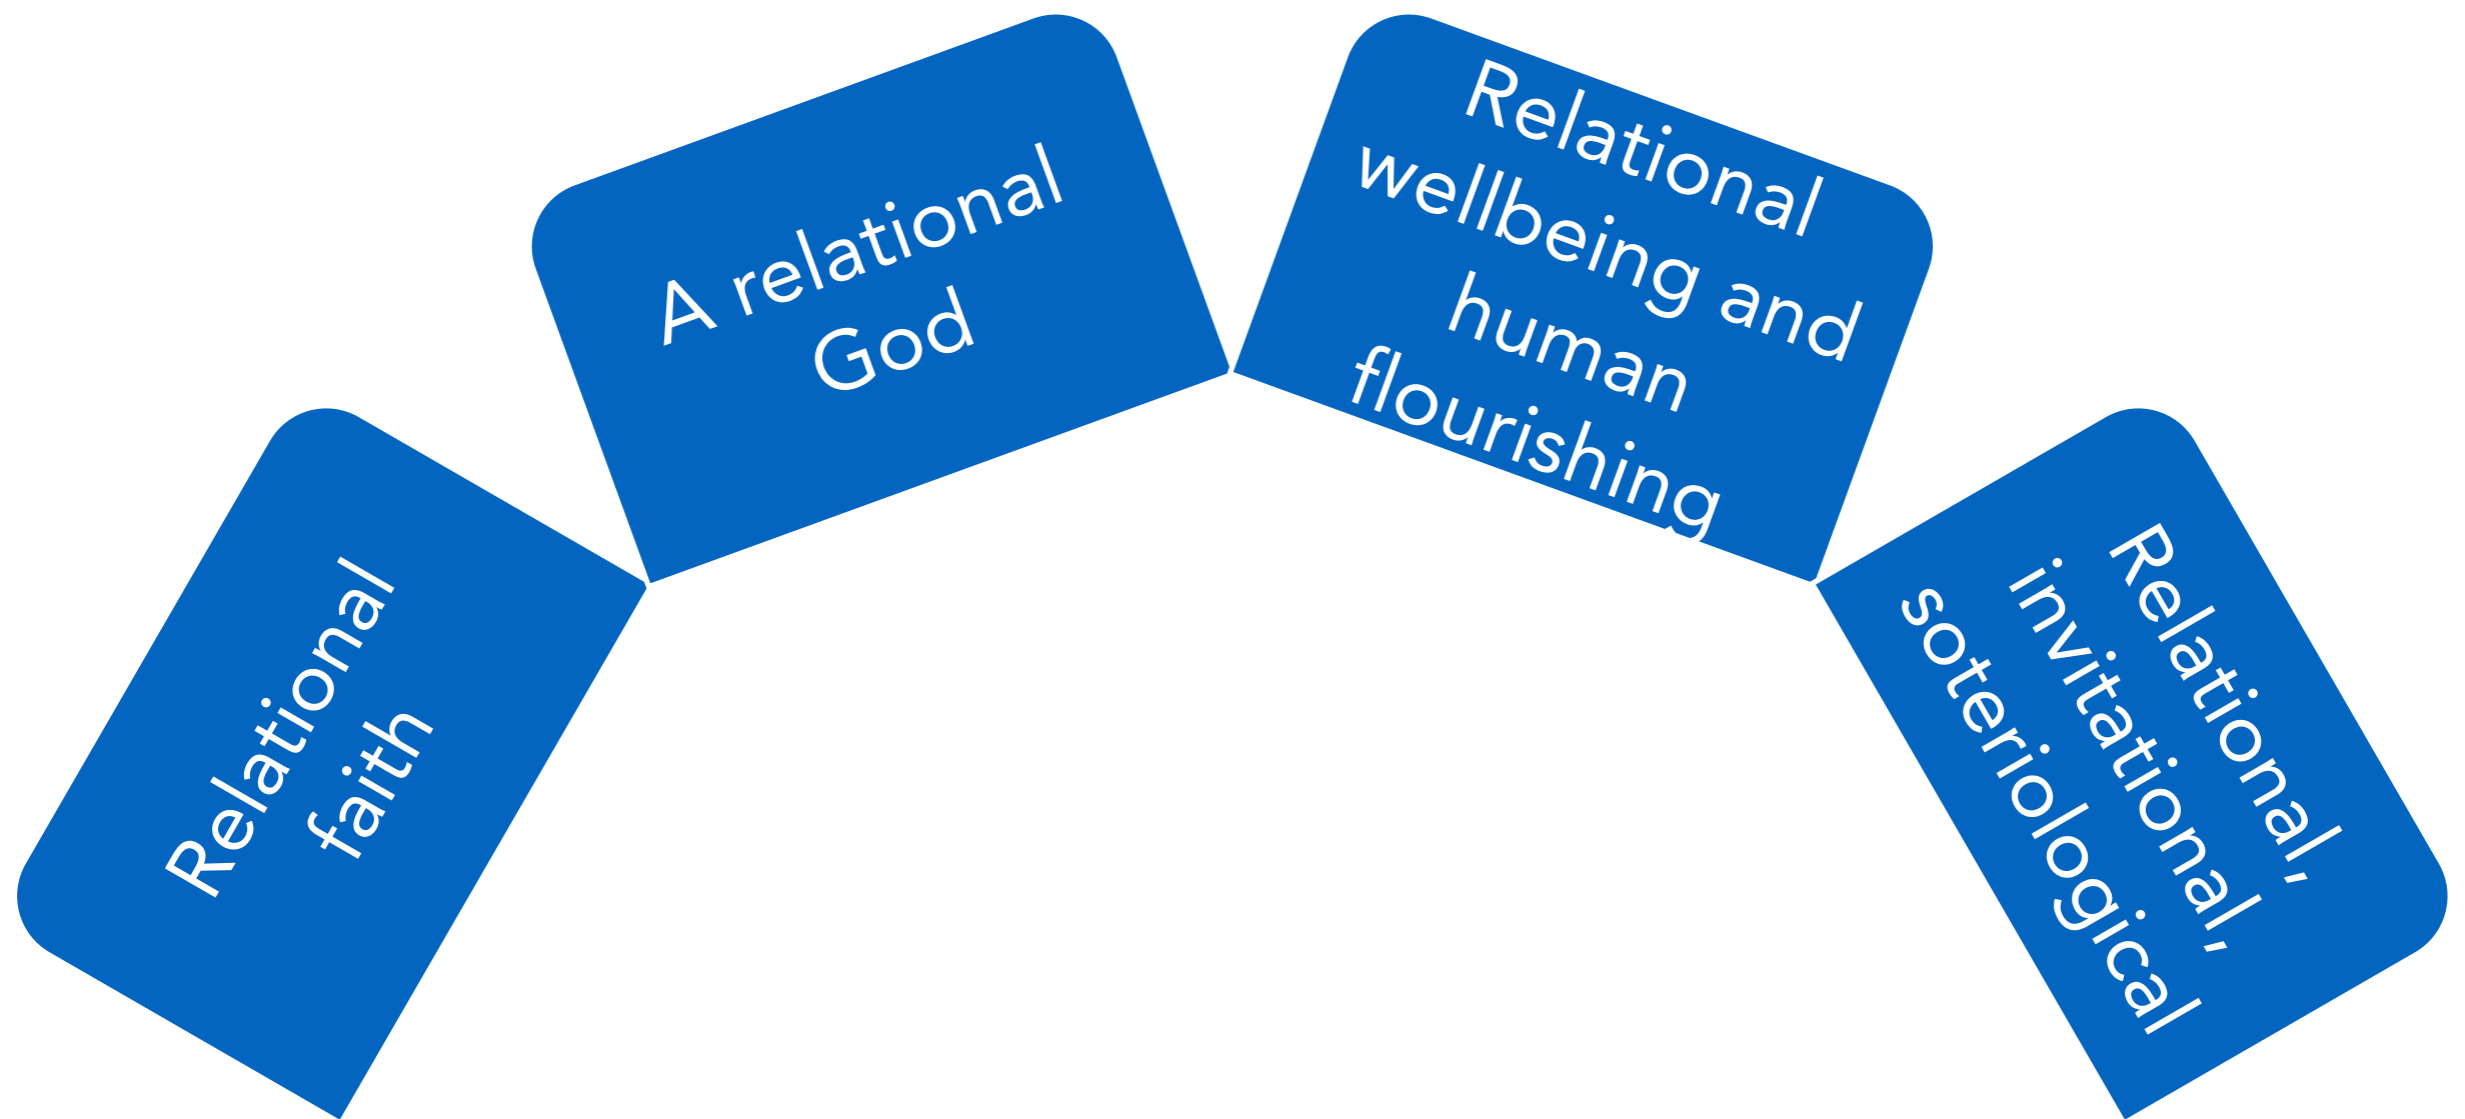 Relational
faith
A relational
God
Relational
wellbeing and
human
flourishing
Relational,
invitational,
soteriological